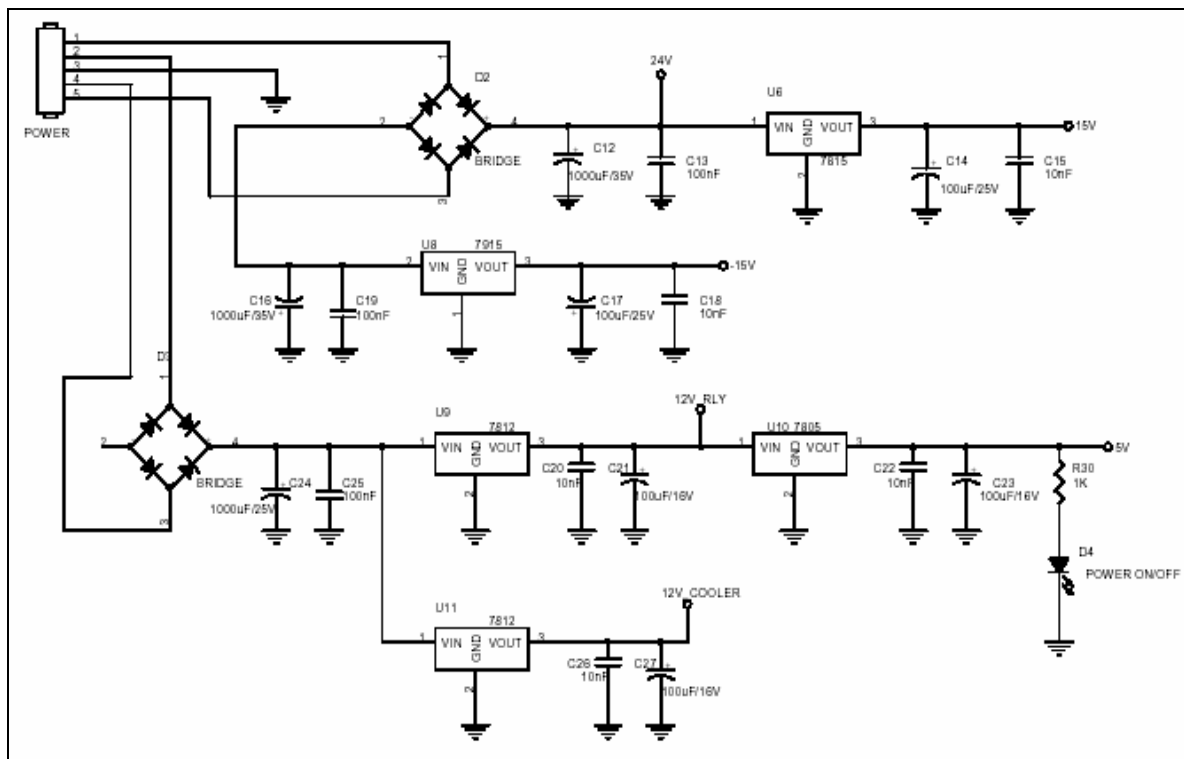 1
2
3
4
5
POWER
1
D2
2
4
BRIDGE
3
24V
C12
1000uF/35V
C13
100nF
U6
1
VIN
GND
VOUT
3
7815
2
C14
100uF/25V
C15
10nF
15V
U8
7915
2
VIN
GND
VOUT
3
1
C16
1000uF/35V
C19
100nF
C17
100uF/25V
C18
10nF
-15V
1
2
4
BRIDGE
3
C24
1000uF/25V
C25
100nF
U9
7812
1
VIN
GND
VOUT
3
2
C20
10nF
C21
100uF/16V
12V_RLY
U10 7805
1
VIN
GND
VOUT
3
2
C22
10nF
C23
100uF/16V
5V
R30
1K
D4
POWER ON/OFF
U11
7812
1
VIN
GND
VOUT
3
2
C26
10nF
C27
100uF/16V
12V_COOLER